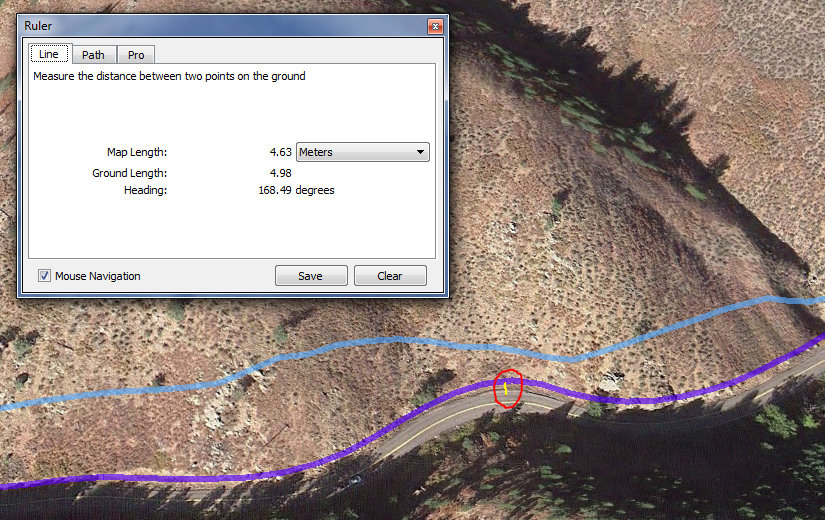 Ruler
Line Path Pro
Measure the distance between two points on the ground
Map Length: 4.63 Meters
Ground Length: 4.98
Heading: 168.49 degrees
Mouse Navigation Save Clear